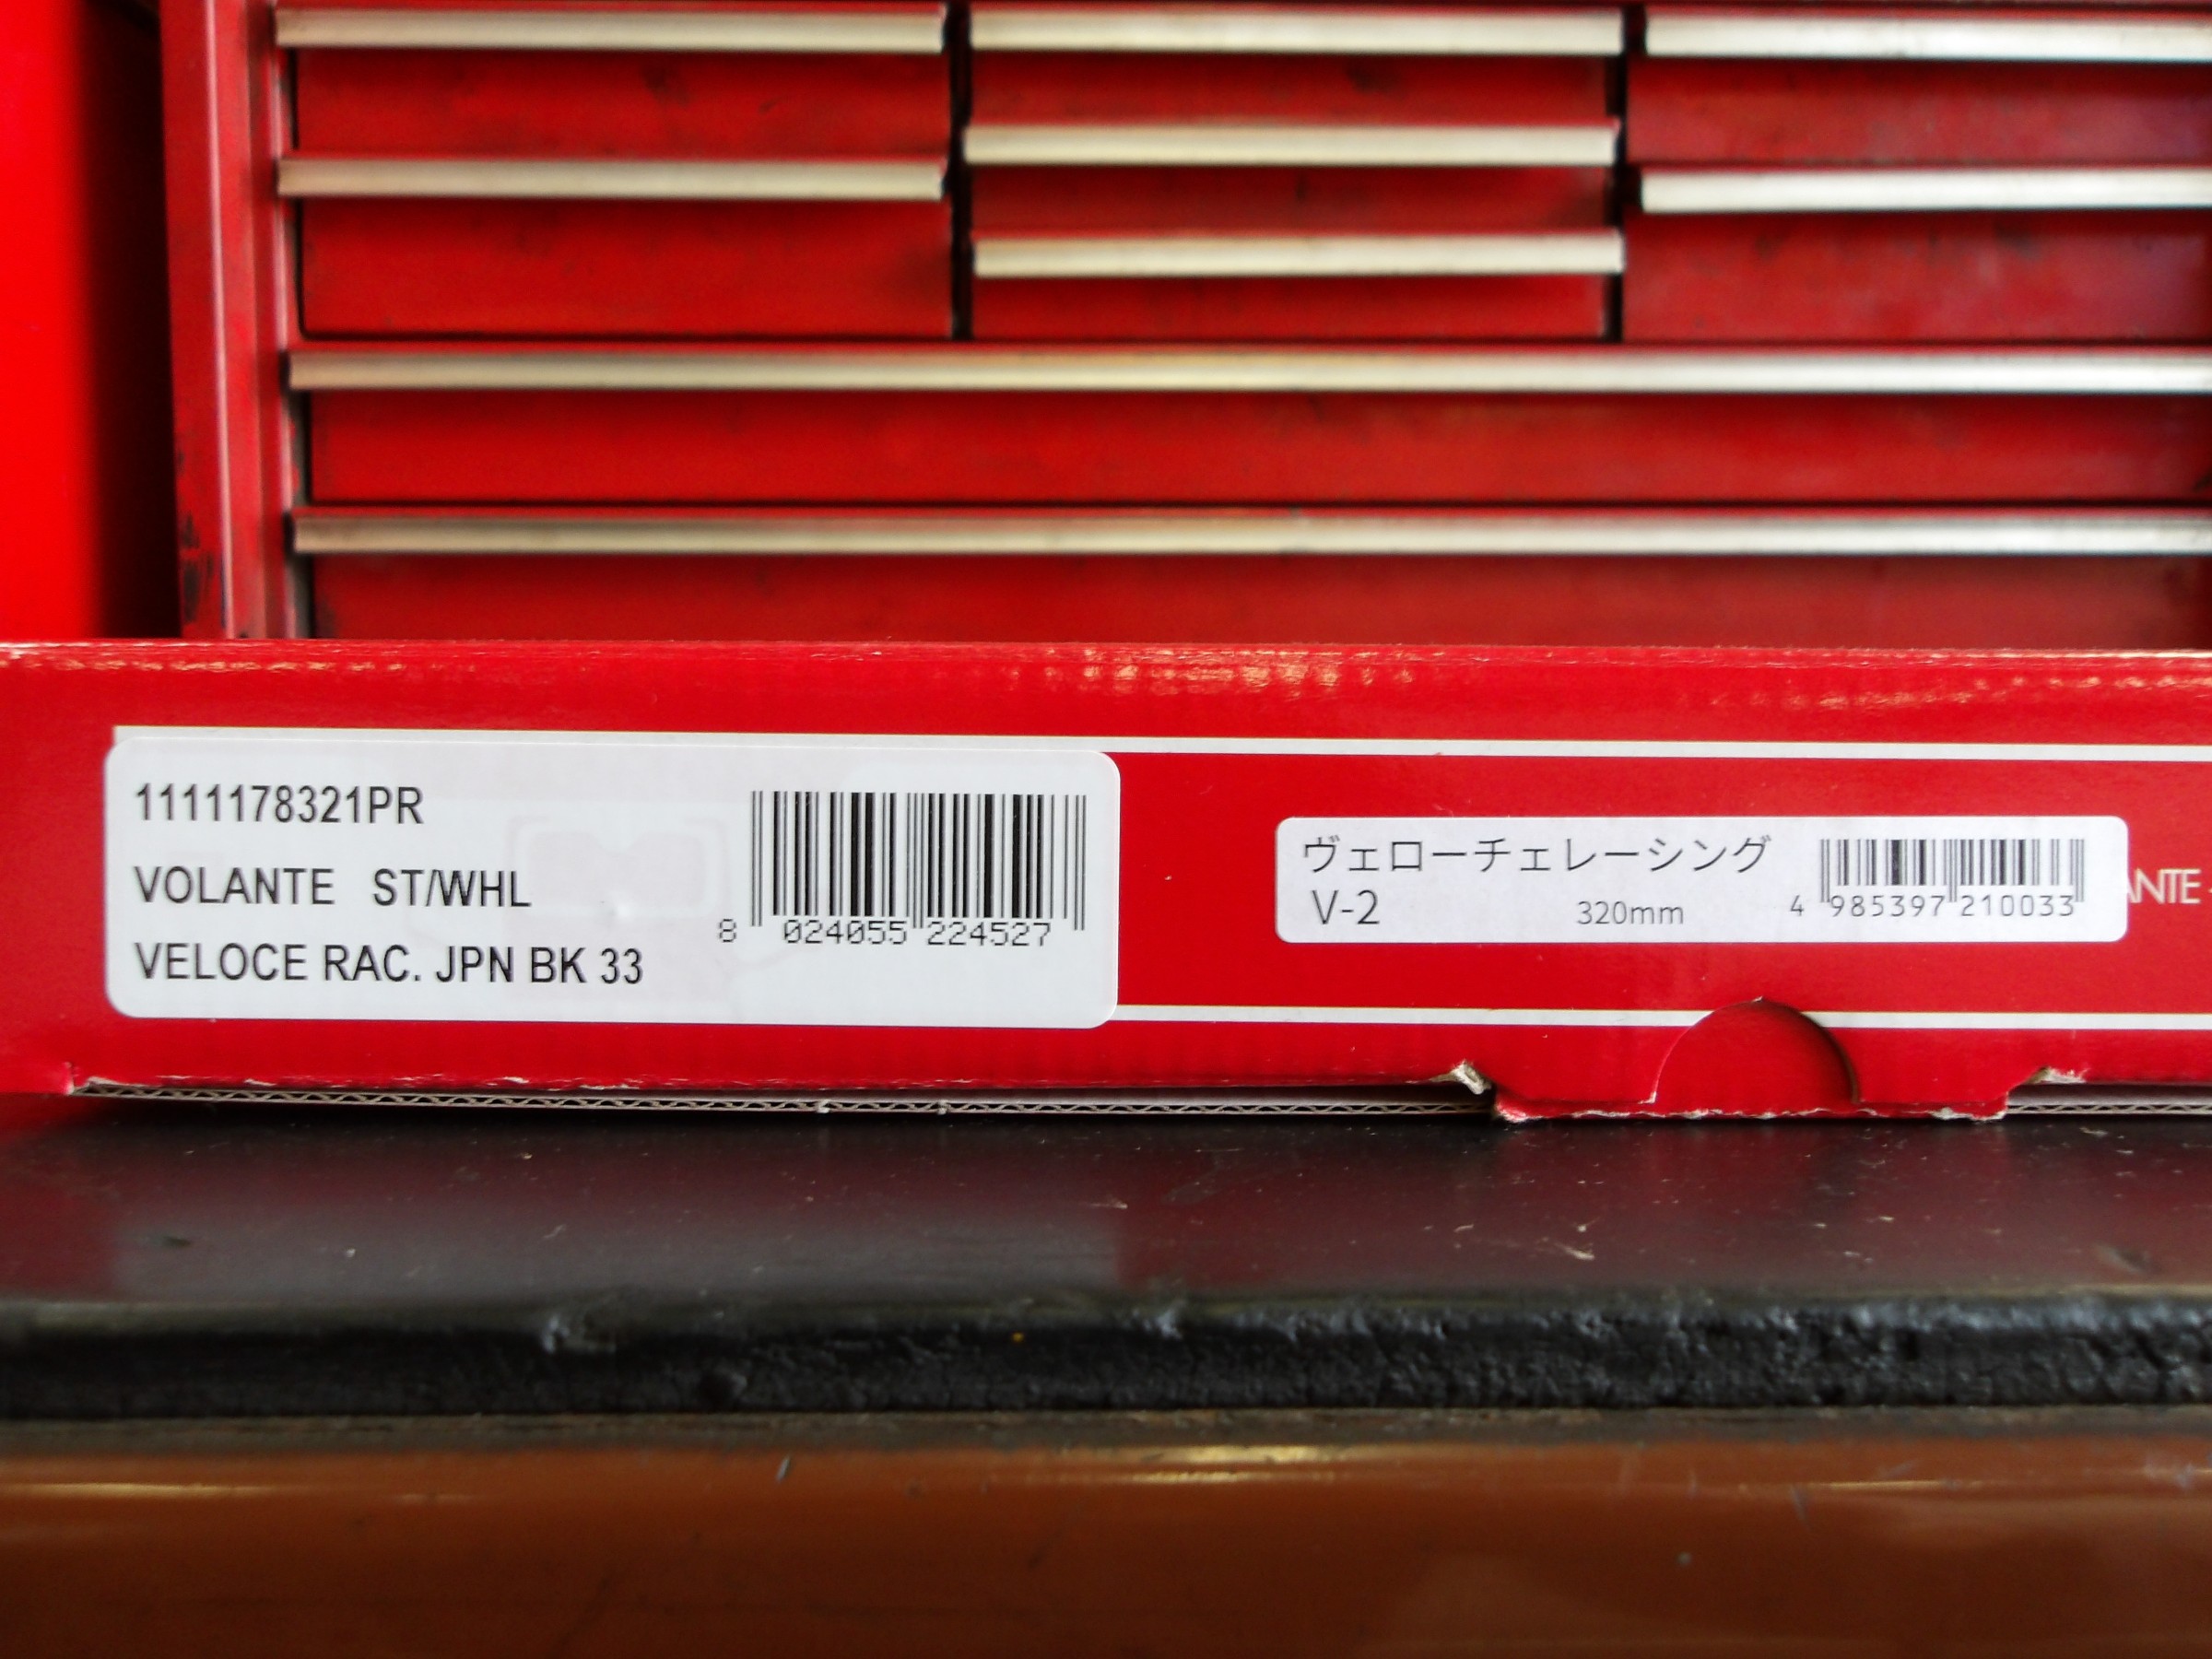 1111178321PR
VOLANTE ST/WHL
VELOCE RAC. JPN BK 33
8 024055 224527
ヴェローチェレーシング
V-2 320mm
4 985397 210033
ANTE